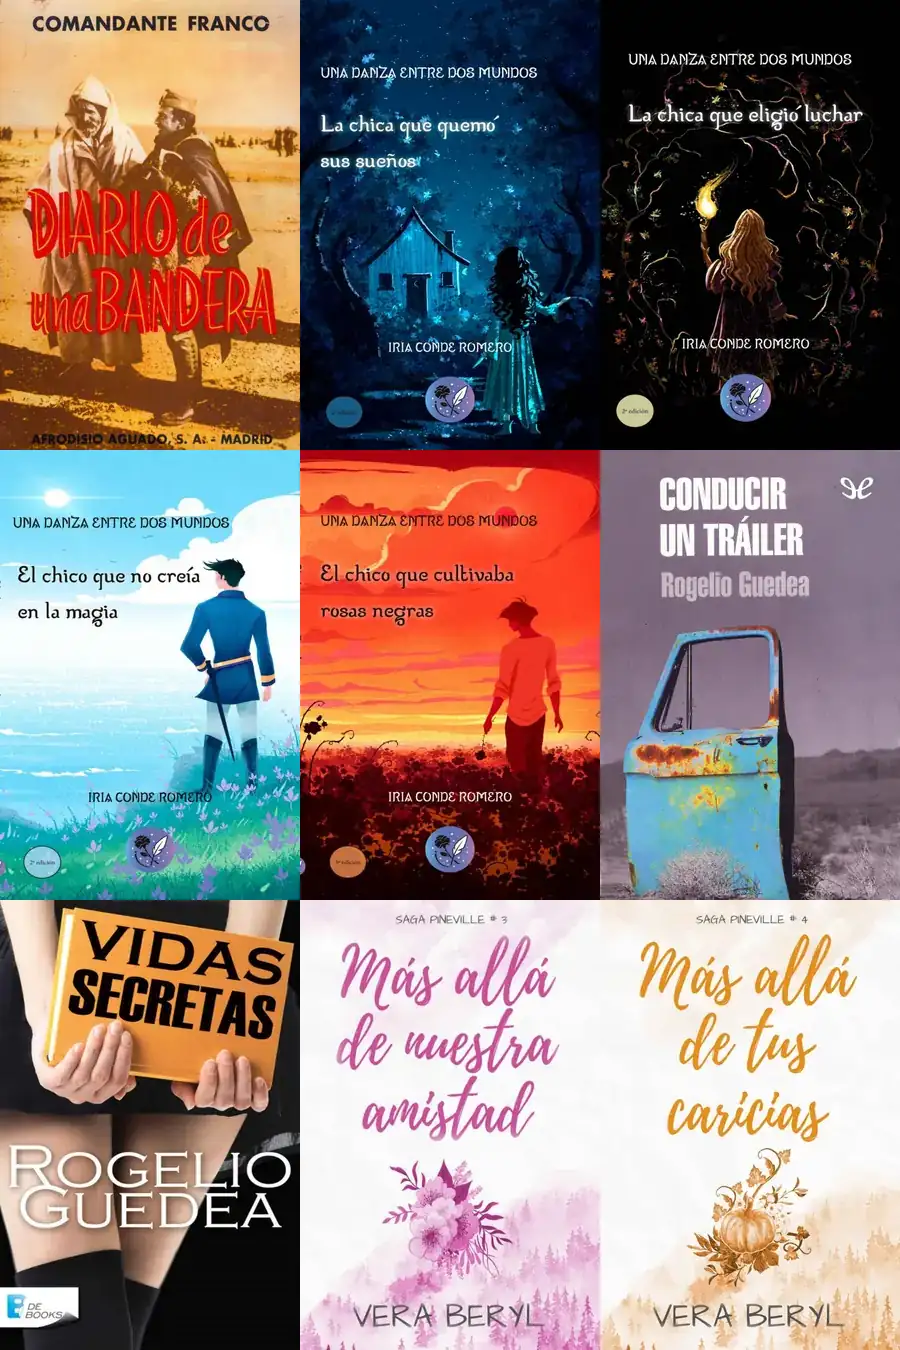 COMANDANTE FRANCO
DIARIO de
una BANDERA
AFRODISIO AGUADO, S. A. - MADRID
UNA DANZA ENTRE DOS MUNDOS
La chica que quemó
sus sueños
IRIA CONDE ROMERO
UNA DANZA ENTRE DOS MUNDOS
La chica que eligió luchar
IRIA CONDE ROMERO
2ª edición
UNA DANZA ENTRE DOS MUNDOS
El chico que no creía
en la magia
IRIA CONDE ROMERO
2ª edición
UNA DANZA ENTRE DOS MUNDOS
El chico que cultivaba
rosas negras
IRIA CONDE ROMERO
CONDUCIR
UN TRÁILER
Rogelio Guedea
VIDAS
SECRETAS
ROGELIO
GUEDEA
B DE
BOOKS
SAGA PINEVILLE # 3
Más allá
de nuestra
amistad
VERA BERYL
SAGA PINEVILLE # 4
Más allá
de tus
caricias
VERA BERYL